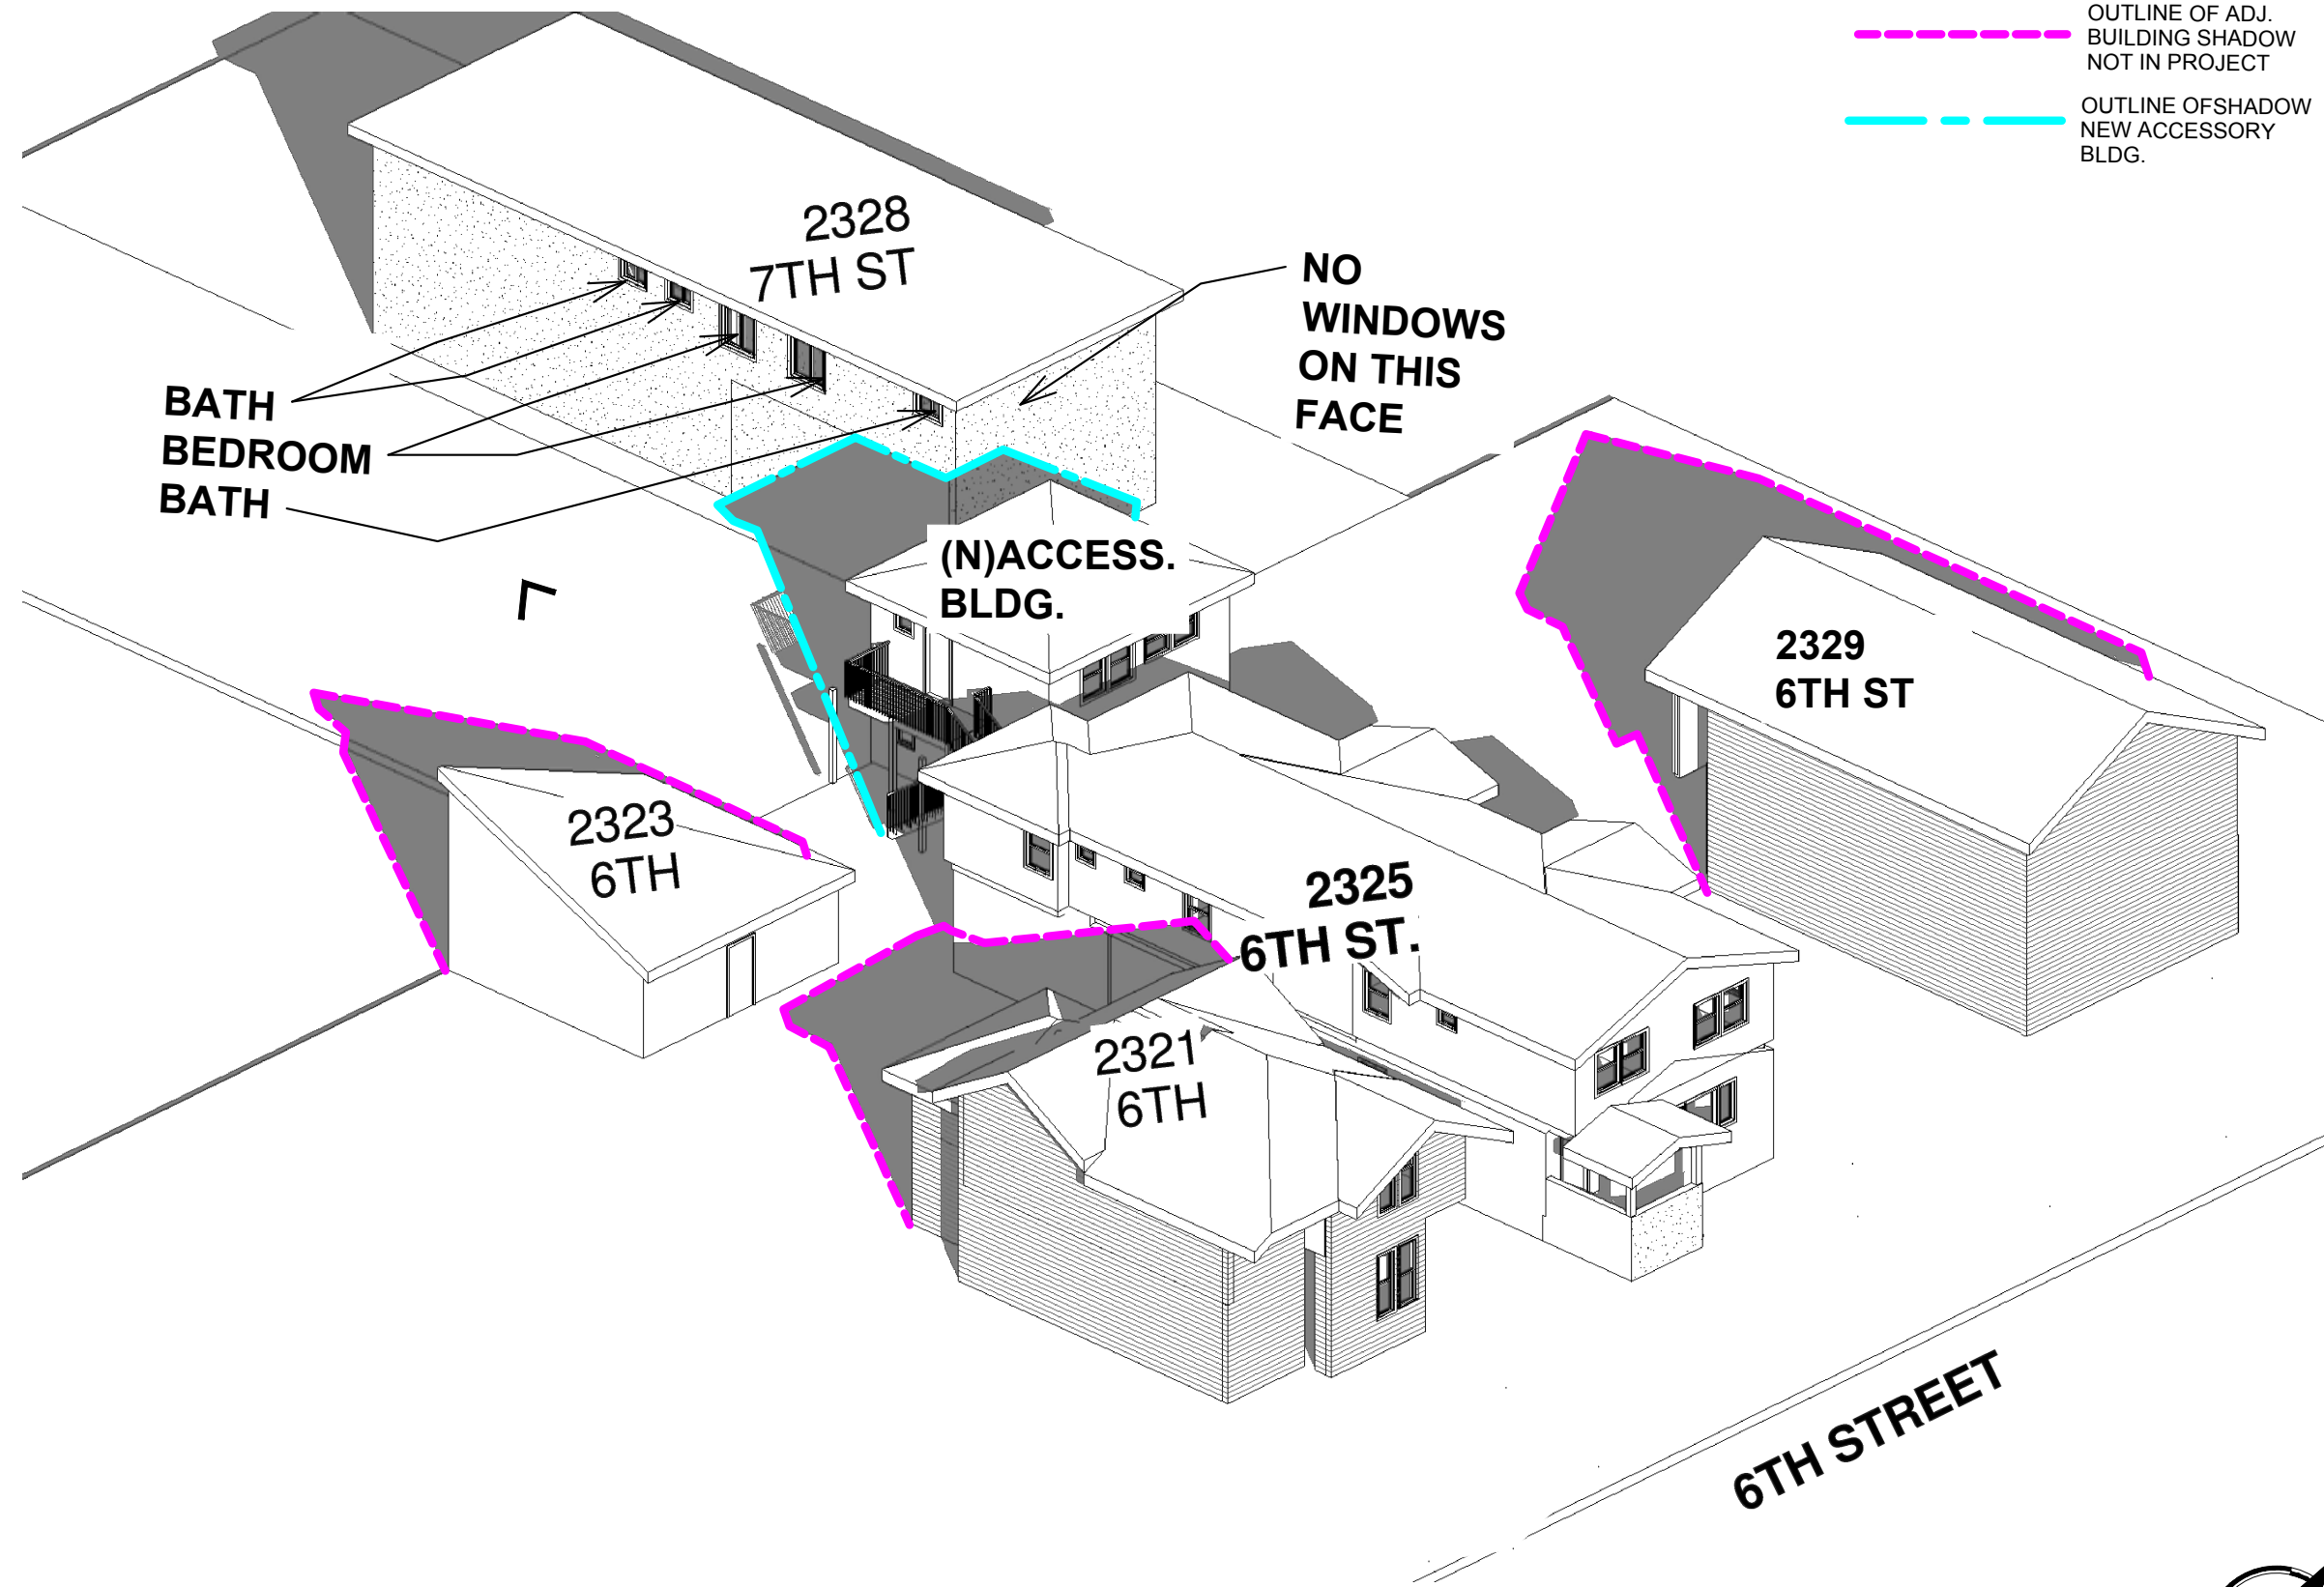 OUTLINE OF ADJ.
BUILDING SHADOW
NOT IN PROJECT
OUTLINE OFSHADOW
NEW ACCESSORY
BLDG.
2328
7TH ST
NO
WINDOWS
ON THIS
FACE
BATH
BEDROOM
BATH
(N)ACCESS.
BLDG.
2329
6TH ST
2323
6TH
2325
6TH ST.
2321
6TH
6TH STREET